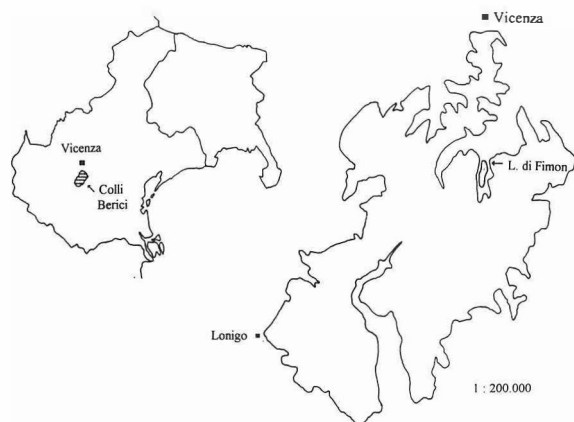 Vicenza
Colli
Berici
Vicenza
L. di Fimon
Lonigo
1 : 200.000